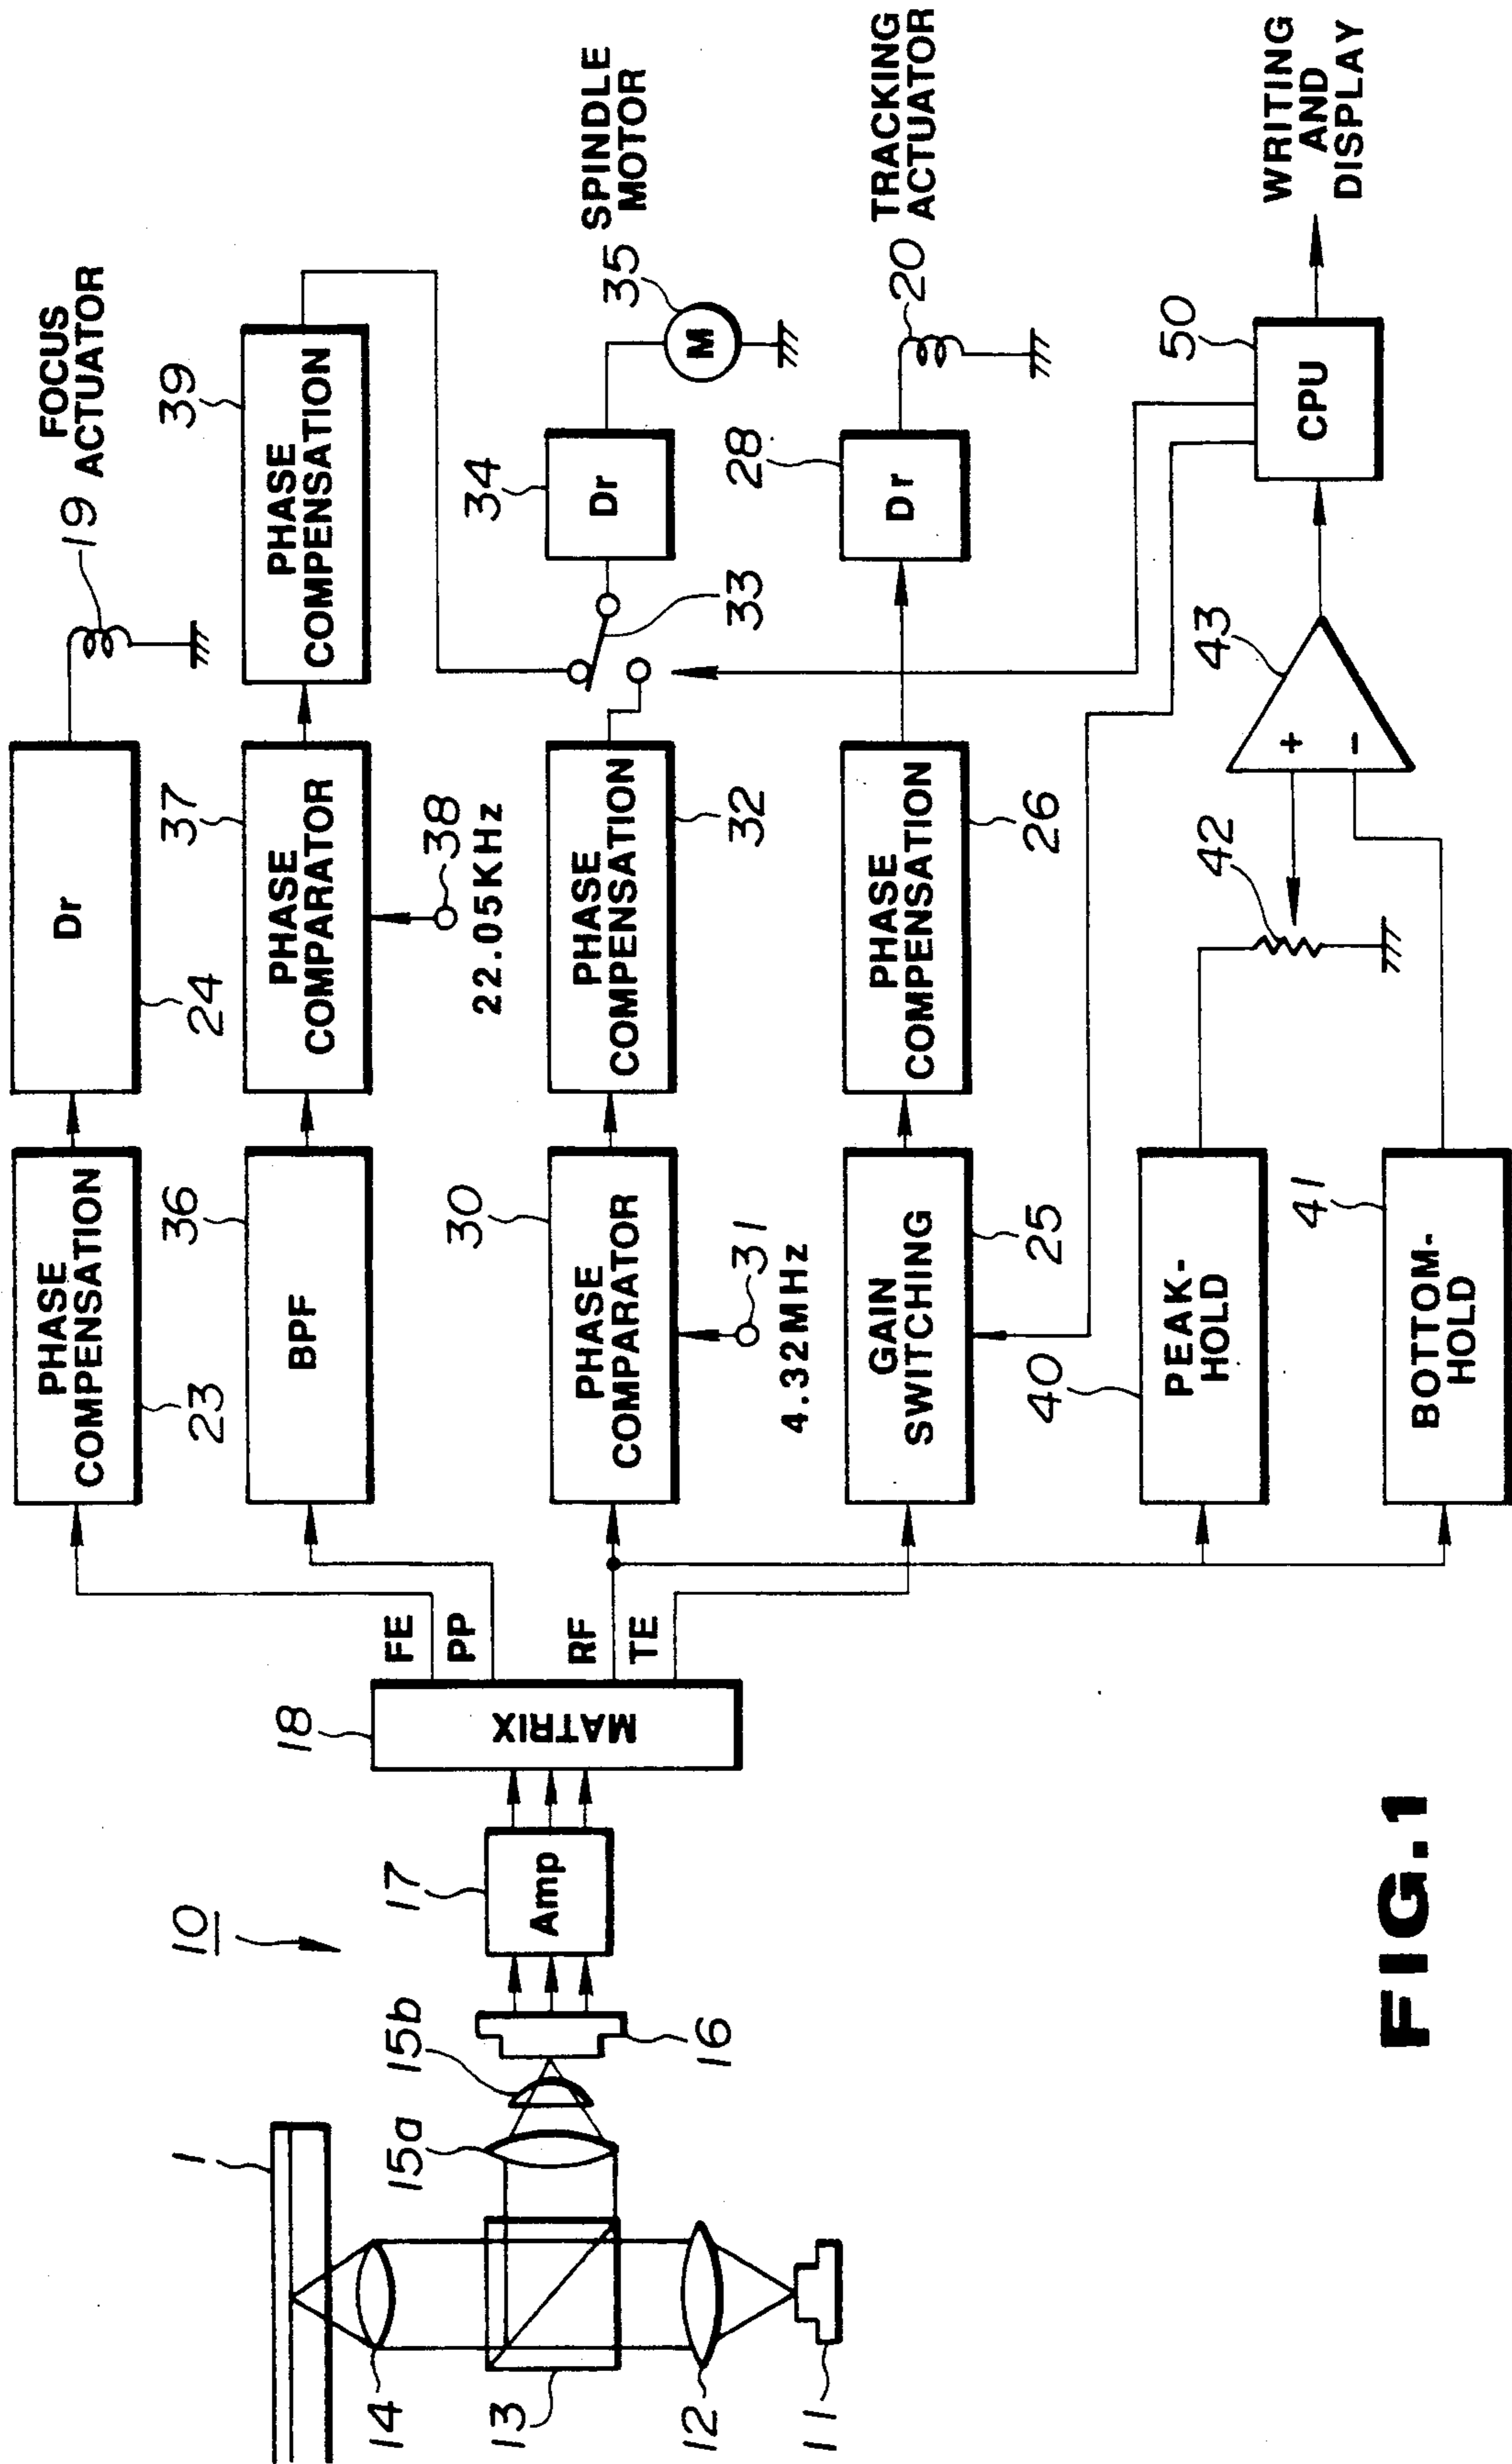 FOCUS
19 ACTUATOR
PHASE
COMPENSATION
23
Dr
24
36
BPF
37
PHASE
COMPARATOR
38
22.05KHz
39
PHASE
COMPENSATION
SPINDLE
MOTOR
35
M
34
Dr
33
30
PHASE
COMPARATOR
31
4.32MHz
PHASE
COMPENSATION
32
TRACKING
ACTUATOR
20
28
Dr
GAIN
SWITCHING
25
PHASE
COMPENSATION
26
40
PEAK-
HOLD
41
BOTTOM-
HOLD
42
43
+
-
50
CPU
WRITING
AND
DISPLAY
FE
PP
RF
TE
18
MATRIX
17
Amp
10
1
14
13
12
11
15a
15b
16
FIG.1